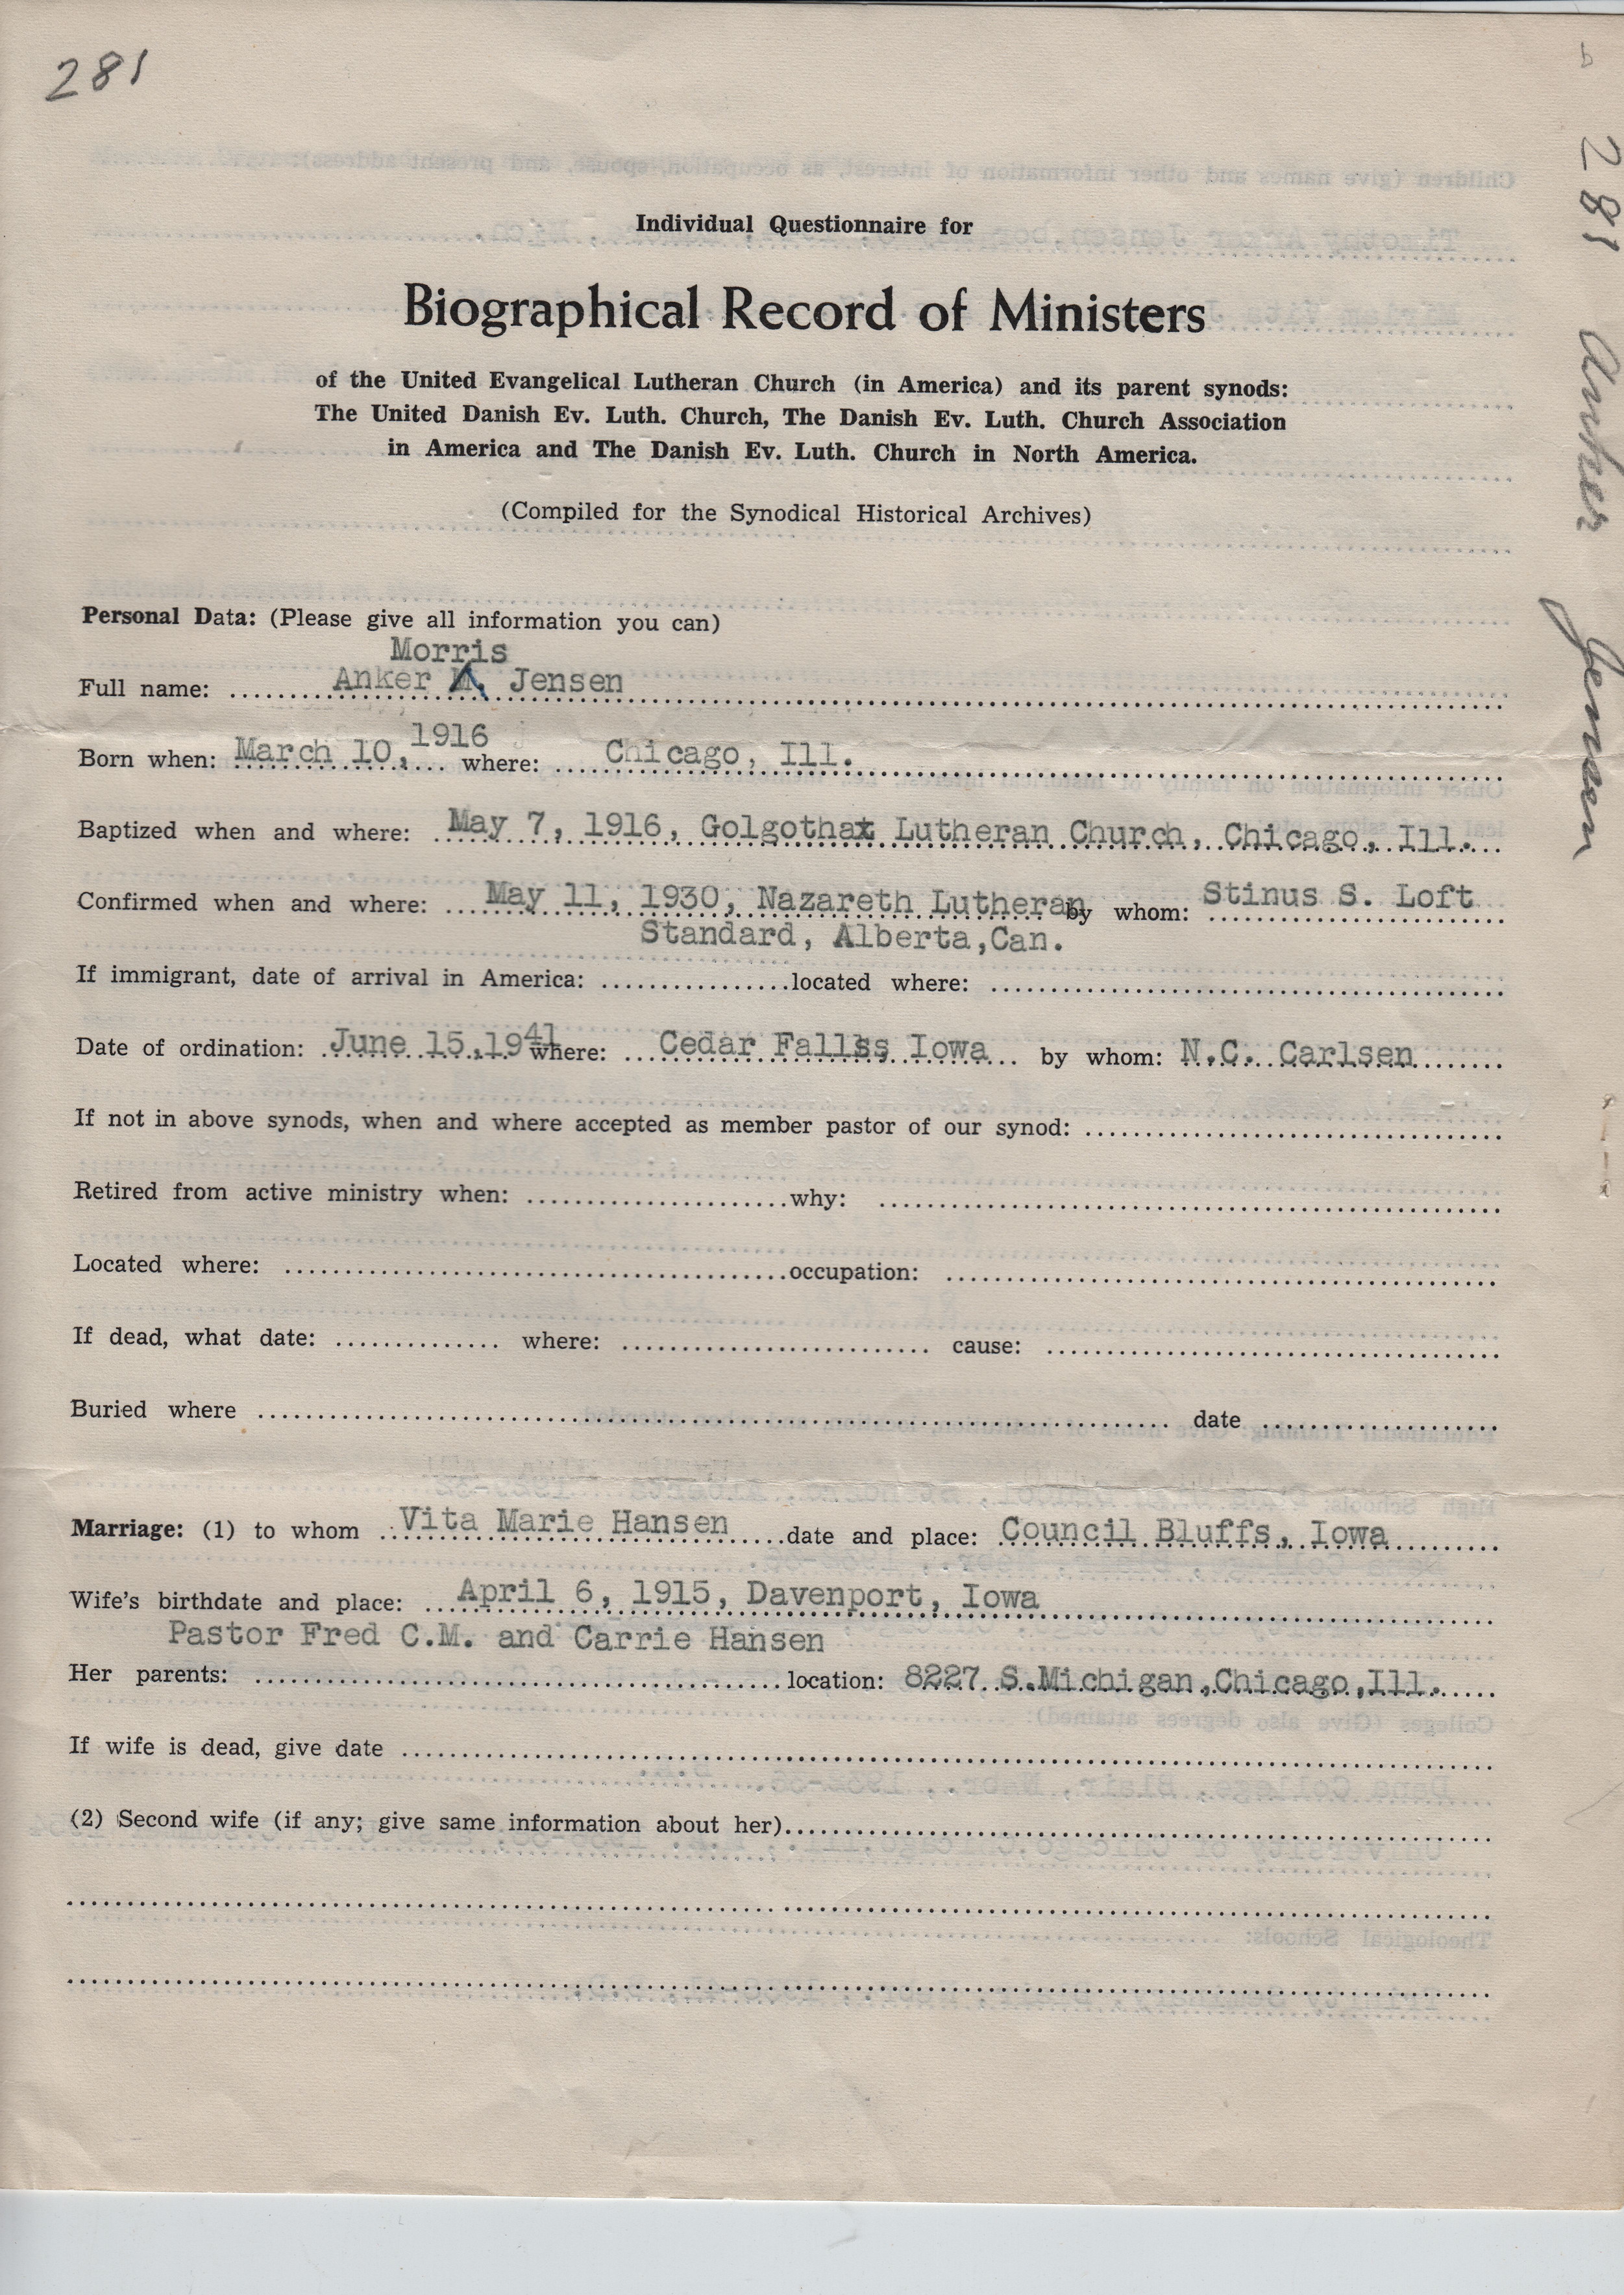 281
281 Anker Jensen
Individual Questionnaire for
Biographical Record of Ministers
of the United Evangelical Lutheran Church (in America) and its parent synods:
The United Danish Ev. Luth. Church, The Danish Ev. Luth. Church Association
in America and The Danish Ev. Luth. Church in North America.
(Compiled for the Synodical Historical Archives)
Personal Data: (Please give all information you can)
Morris
Full name: Anker M. Jensen
Born when: March 10, 1916 where: Chicago, Ill.
Baptized when and where: May 7, 1916, Golgotha Lutheran Church, Chicago, Ill.
Confirmed when and where: May 11, 1930, Nazareth Lutheran by whom: Stinus S. Loft
Standard, Alberta,Can.
If immigrant, date of arrival in America: located where:
Date of ordination: June 15,1941 where: Cedar Falls, Iowa by whom: N.C. Carlsen
If not in above synods, when and where accepted as member pastor of our synod:
Retired from active ministry when: why:
Located where: occupation:
If dead, what date: where: cause:
Buried where date
Marriage: (1) to whom Vita Marie Hansen date and place: Council Bluffs, Iowa
Wife's birthdate and place: April 6, 1915, Davenport, Iowa
Pastor Fred C.M. and Carrie Hansen
Her parents: location: 8227 S.Michigan,Chicago,Ill.
If wife is dead, give date
(2) Second wife (if any; give same information about her)